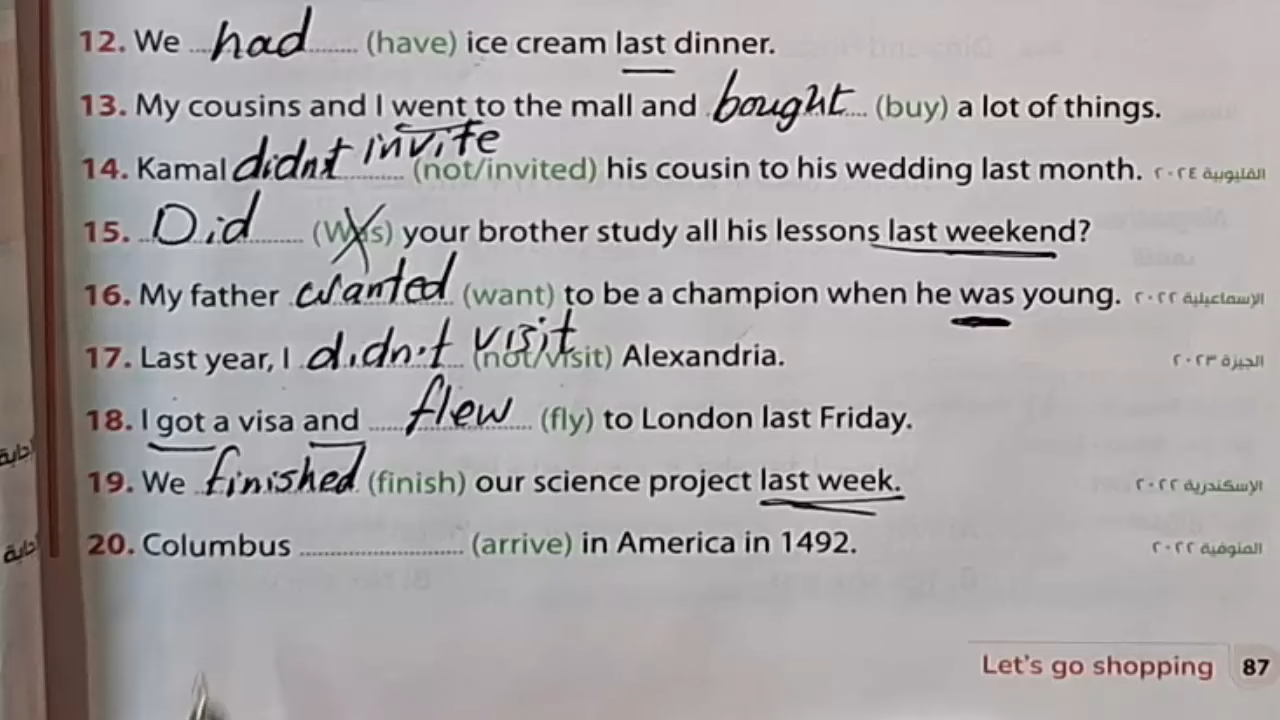 12. We had (have) ice cream last dinner.
13. My cousins and I went to the mall and bought (buy) a lot of things.
14. Kamal didn't invite (not/invited) his cousin to his wedding last month. القليوبية ٢٠٢٤
15. Did (Was) your brother study all his lessons last weekend?
16. My father wanted (want) to be a champion when he was young. الإسماعيلية ٢٠٢٢
17. Last year, I didn't visit (not/visit) Alexandria. الجيزة ٢٠٢٣
18. I got a visa and flew (fly) to London last Friday.
19. We finished (finish) our science project last week. الإسكندرية ٢٠٢٢
20. Columbus .......................... (arrive) in America in 1492. المنوفية ٢٠٢٢
Let's go shopping 87